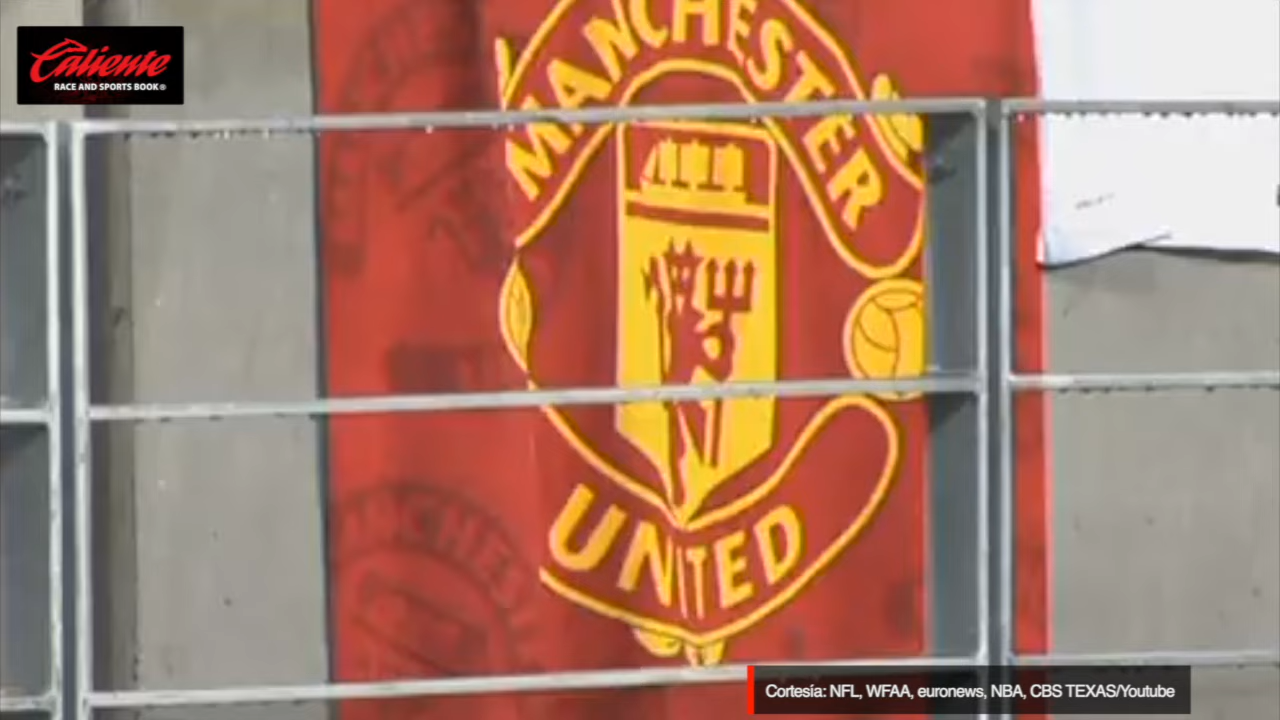 Caliente
RACE AND SPORTS BOOK®
MANCHESTER
UNITED
Cortesía: NFL, WFAA, euronews, NBA, CBS TEXAS/Youtube